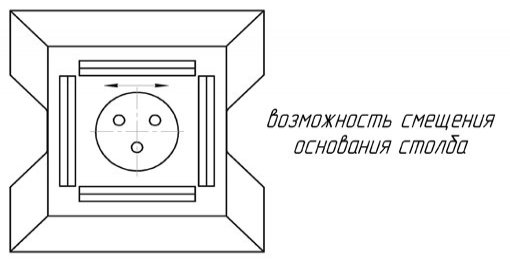 возможность смещения
основания столба